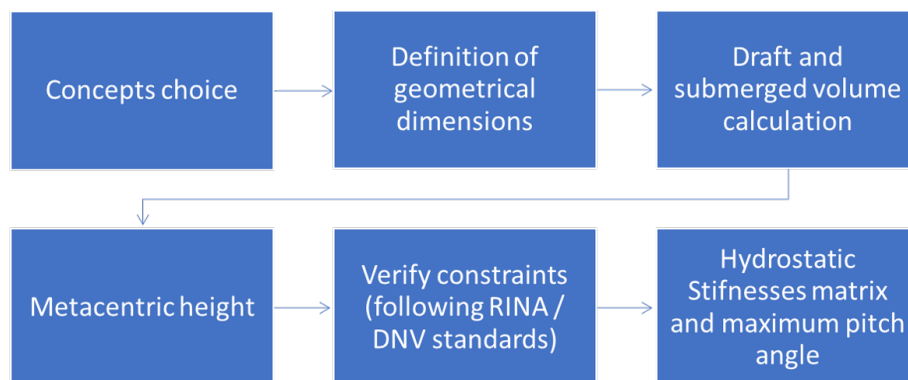 Concepts choice
Definition of
geometrical
dimensions
Draft and
submerged volume
calculation
Metacentric height
Verify constraints
(following RINA /
DNV standards)
Hydrostatic
Stifnesses matrix
and maximum pitch
angle